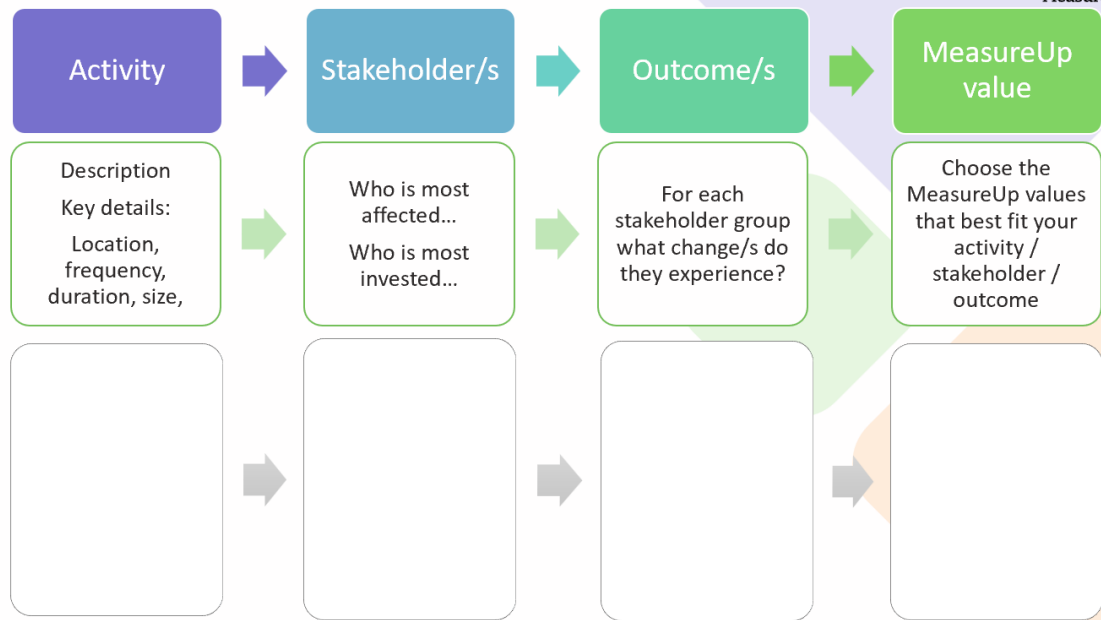 Activity
Stakeholder/s
Outcome/s
MeasureUp
value
Description
Key details:
Location,
frequency,
duration, size,
Who is most
affected...
Who is most
invested...
For each
stakeholder group
what change/s do
they experience?
Choose the
MeasureUp values
that best fit your
activity /
stakeholder /
outcome